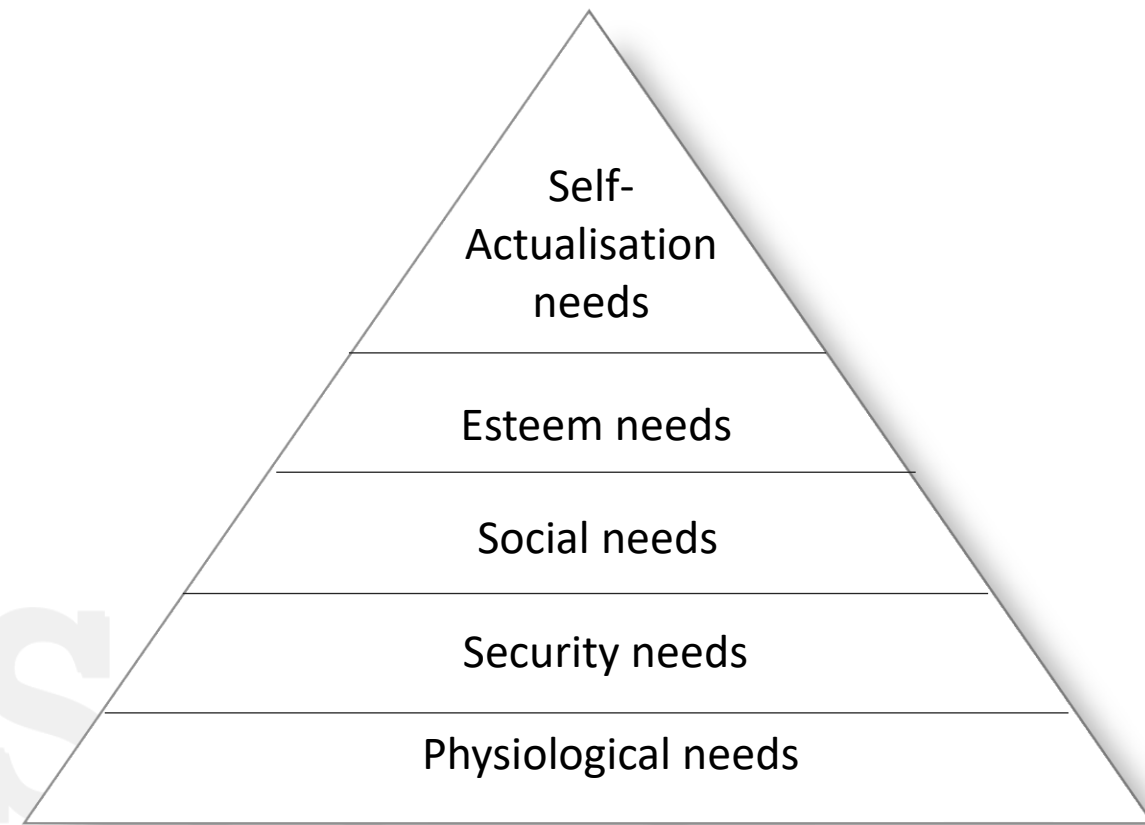 Self-
Actualisation
needs
Esteem needs
Social needs
Security needs
Physiological needs